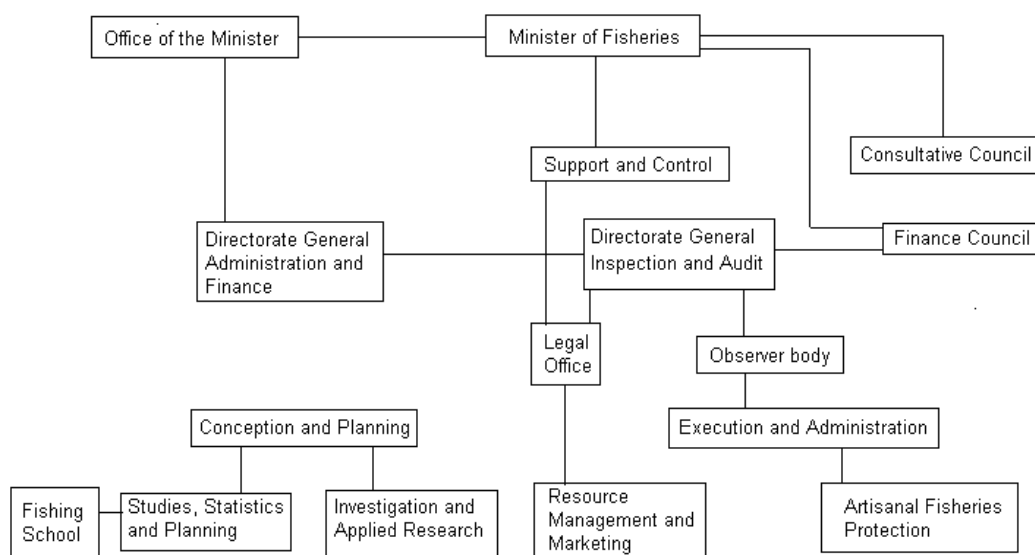 Office of the Minister
Minister of Fisheries
Consultative Council
Support and Control
Directorate General
Administration and
Finance
Directorate General
Inspection and Audit
Finance Council
Legal
Office
Observer body
Conception and Planning
Execution and Administration
Fishing
School
Studies, Statistics
and Planning
Investigation and
Applied Research
Resource
Management and
Marketing
Artisanal Fisheries
Protection